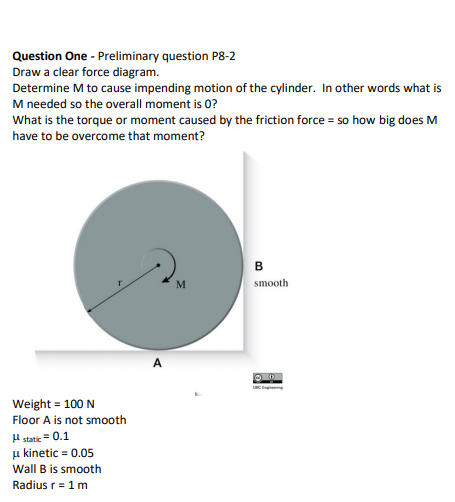 Question One - Preliminary question P8-2
Draw a clear force diagram.
Determine M to cause impending motion of the cylinder. In other words what is
M needed so the overall moment is 0?
What is the torque or moment caused by the friction force = so how big does M
have to be overcome that moment?
B
r
M
smooth
A
UBC Engineering
Weight = 100 N
Floor A is not smooth
μ static = 0.1
μ kinetic = 0.05
Wall B is smooth
Radius r = 1 m